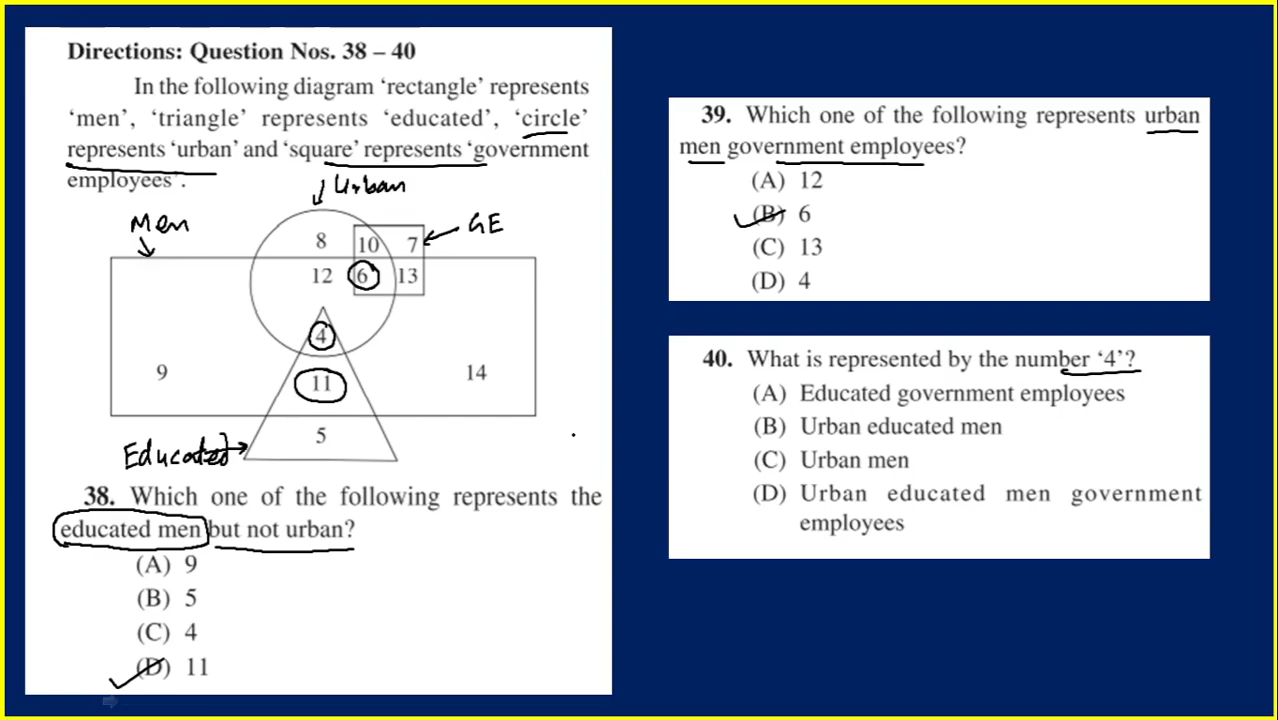 Directions: Question Nos. 38 – 40
In the following diagram ‘rectangle’ represents
‘men’, ‘triangle’ represents ‘educated’, ‘circle’
represents ‘urban’ and ‘square’ represents ‘government
employees’.
Urban
Men
GE
8 10 7
12 6 13
4
9 11 14
5
Educated
38. Which one of the following represents the
educated men but not urban?
(A) 9
(B) 5
(C) 4
(D) 11
39. Which one of the following represents urban
men government employees?
(A) 12
(B) 6
(C) 13
(D) 4
40. What is represented by the number ‘4’?
(A) Educated government employees
(B) Urban educated men
(C) Urban men
(D) Urban educated men government
employees